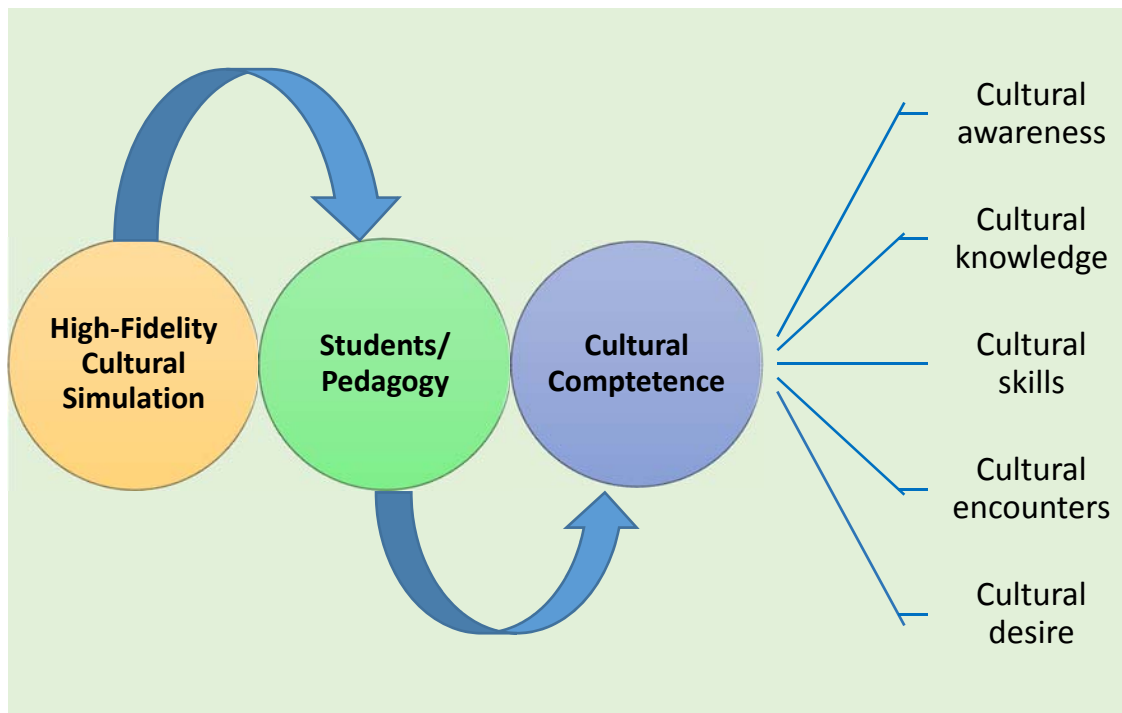 High-Fidelity
Cultural
Simulation
Students/
Pedagogy
Cultural
Comptetence
Cultural
awareness
Cultural
knowledge
Cultural
skills
Cultural
encounters
Cultural
desire